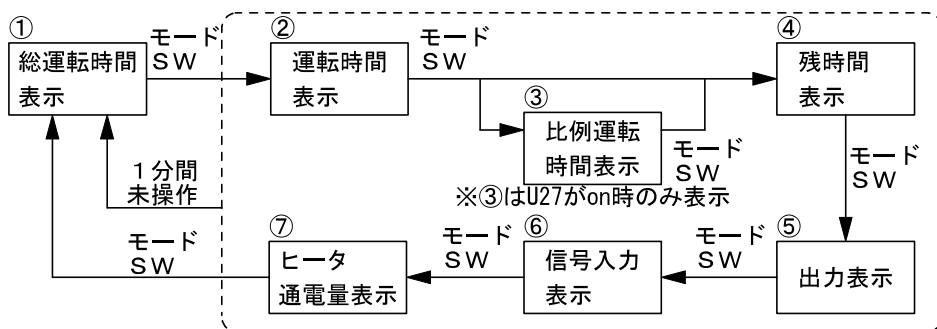 ①
総運転時間
表示
モード
ＳＷ
②
運転時間
表示
モード
ＳＷ
③
比例運転
時間表示
モード
ＳＷ
※③はU27がon時のみ表示
④
残時間
表示
モード
ＳＷ
⑤
出力表示
モード
ＳＷ
⑥
信号入力
表示
モード
ＳＷ
⑦
ヒータ
通電量表示
モード
ＳＷ
１分間
未操作